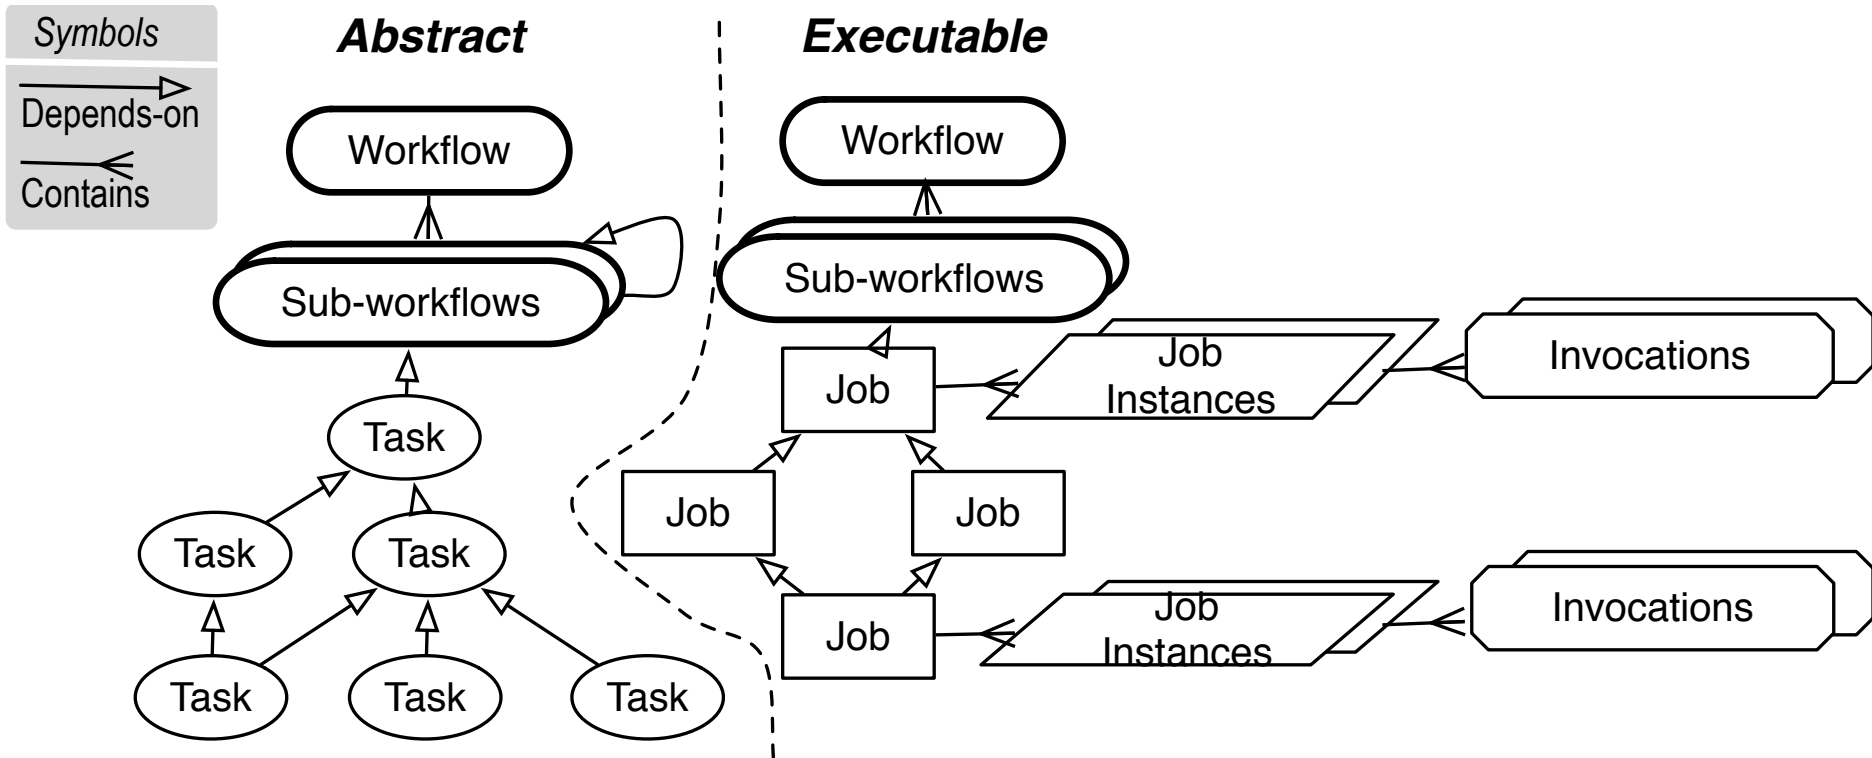 Symbols
Depends-on
Contains
Abstract
Workflow
Sub-workflows
Task
Task
Task
Task
Task
Task
Executable
Workflow
Sub-workflows
Job
Job
Instances
Invocations
Job
Job
Job
Job
Instances
Invocations